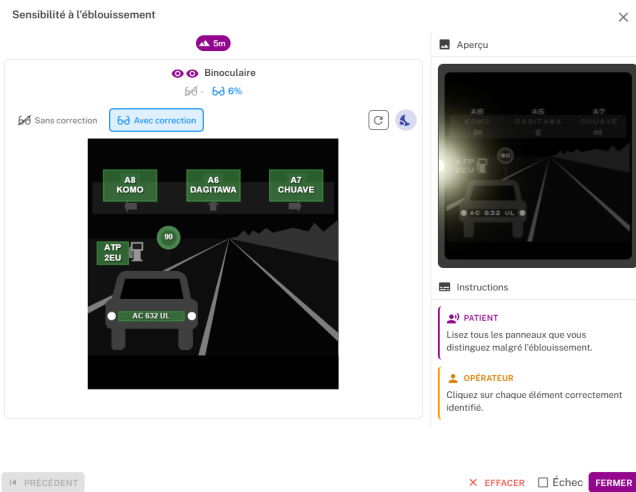 Sensibilité à l'éblouissement
5m
Binoculaire
- 6%
Sans correction
Avec correction
A8
KOMO
A6
DAGITAWA
A7
CHUAVE
90
ATP
2EU
AC 632 UL
Aperçu
A8
KOMO
A6
DAGITAWA
A7
CHUAVE
90
ATP
2EU
AC 632 UL
Instructions
PATIENT
Lisez tous les panneaux que vous
distinguez malgré l'éblouissement.
OPÉRATEUR
Cliquez sur chaque élément correctement
identifié.
PRÉCÉDENT
EFFACER
Échec
FERMER